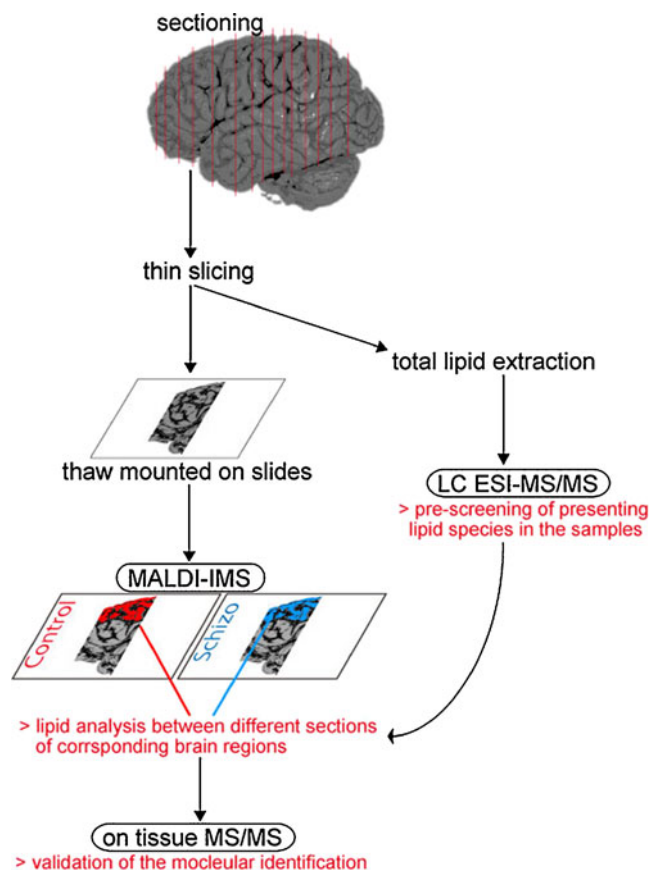 sectioning
thin slicing
total lipid extraction
thaw mounted on slides
LC ESI-MS/MS
> pre-screening of presenting
lipid species in the samples
MALDI-IMS
Control
Schizo
> lipid analysis between different sections
of corrsponding brain regions
on tissue MS/MS
> validation of the mocleular identification